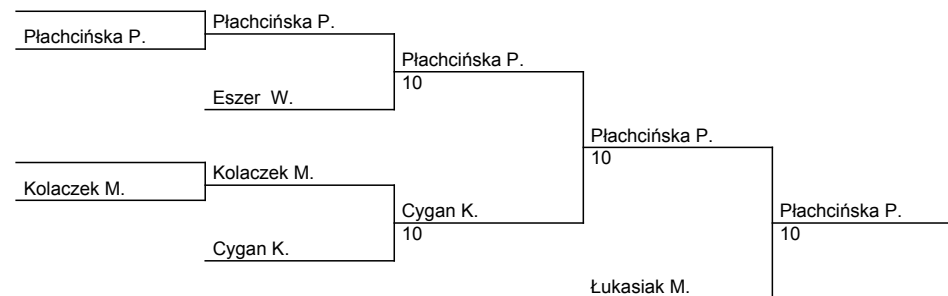 Płachcińska P.
Płachcińska P.
Płachcińska P.
10
Eszer W.
Płachcińska P.
10
Kolaczek M.
Kolaczek M.
Cygan K.
10
Płachcińska P.
10
Cygan K.
Łukasiak M.